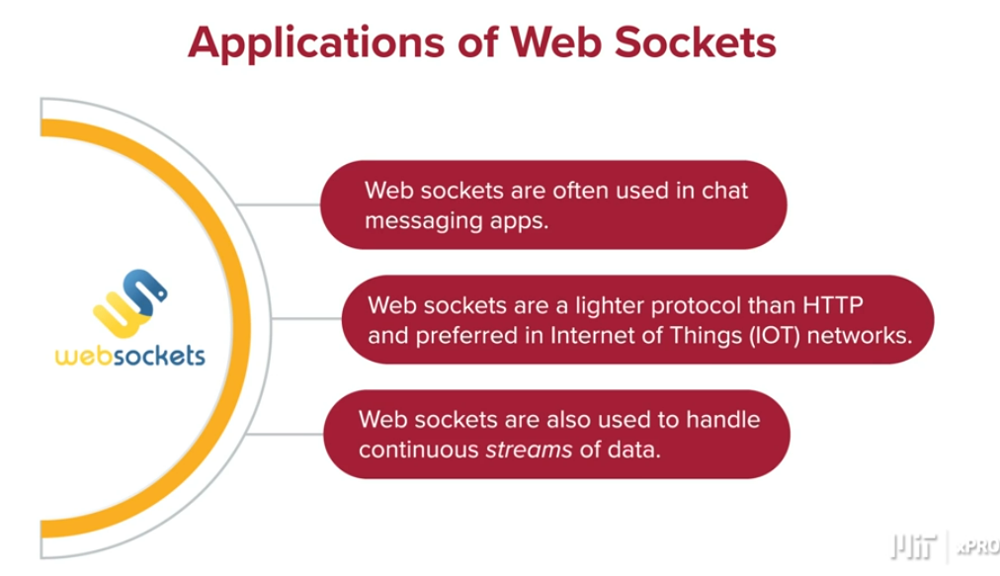 Applications of Web Sockets
Web sockets are often used in chat
messaging apps.
Web sockets are a lighter protocol than HTTP
and preferred in Internet of Things (IOT) networks.
websockets
Web sockets are also used to handle
continuous streams of data.
MIT xPRO